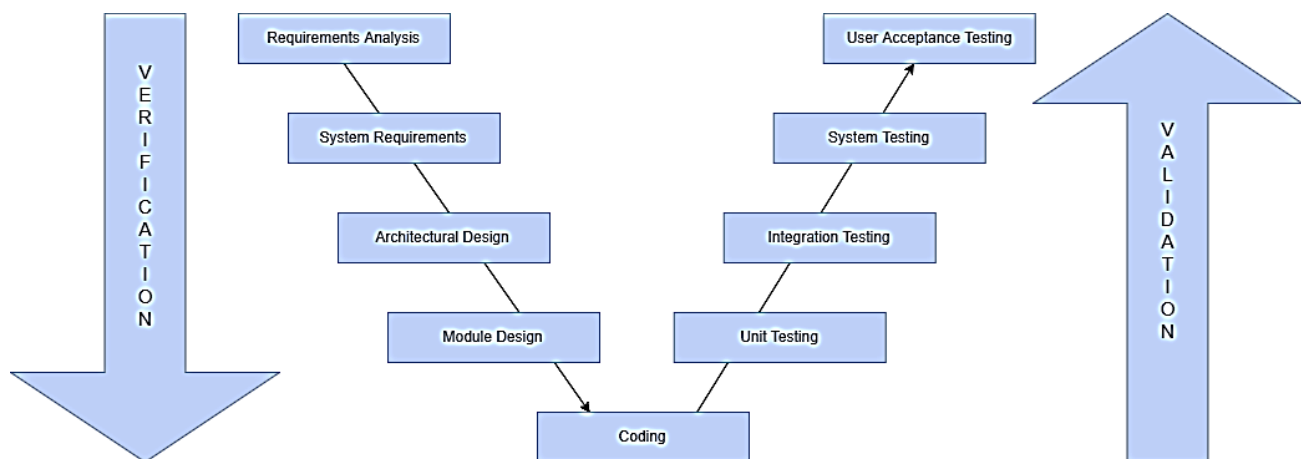 VERIFICATION
Requirements Analysis
System Requirements
Architectural Design
Module Design
Coding
Unit Testing
Integration Testing
System Testing
User Acceptance Testing
VALIDATION